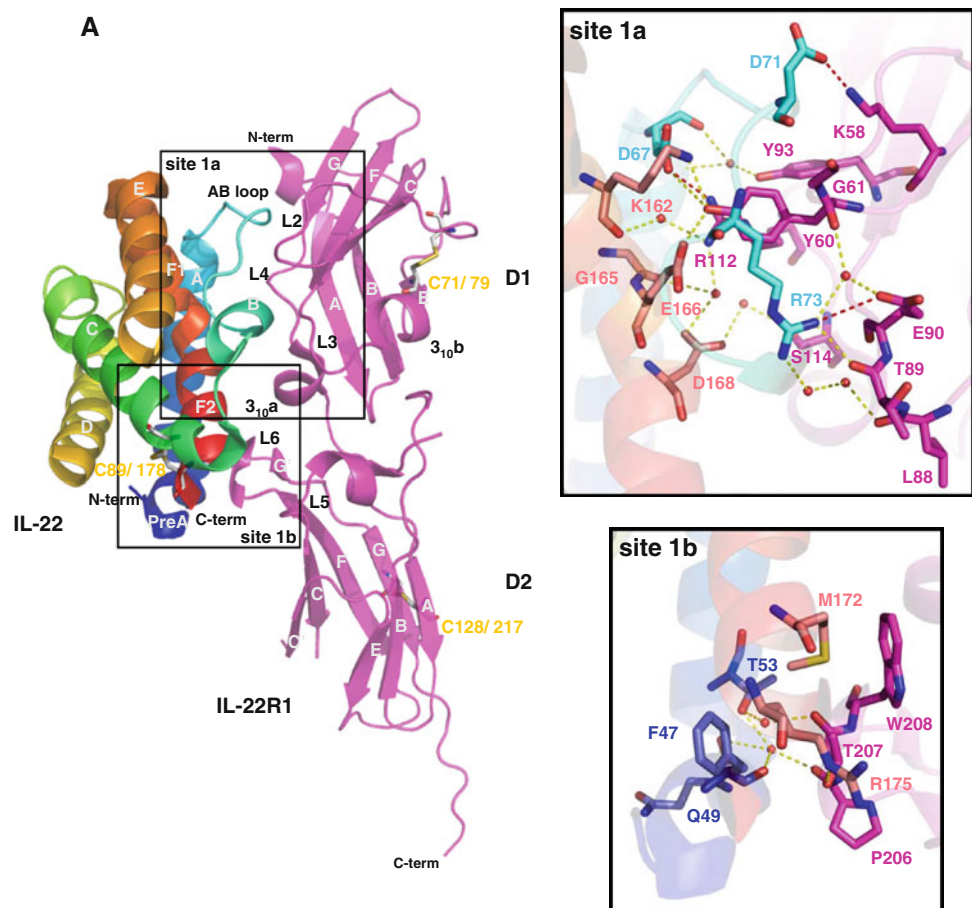 A
N-term
site 1a
G
F
C
E
AB loop
L2
F1
A
L4
C71/ 79
D1
B
A
B
E
C
L3
3₁₀b
F2
3₁₀a
D
L6
C89/ 178
G'
N-term
L5
IL-22
PreA
C-term
site 1b
G
F
D2
C
A
B
C128/ 217
C'
E
IL-22R1
C-term
site 1a
D71
K58
D67
Y93
G61
K162
Y60
R112
G165
R73
E166
E90
S114
T89
D168
L88
site 1b
M172
T53
F47
W208
T207
R175
Q49
P206